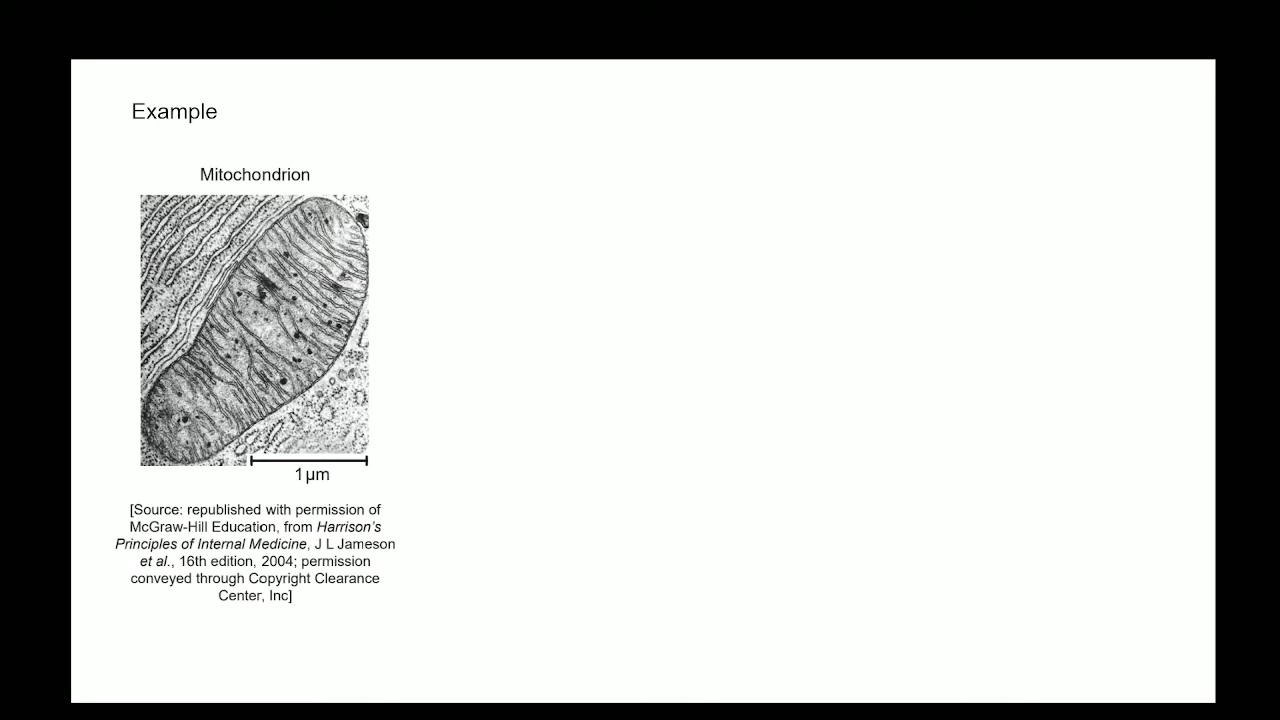 Example
Mitochondrion
1 µm
[Source: republished with permission of
McGraw-Hill Education, from Harrison's
Principles of Internal Medicine, J L Jameson
et al., 16th edition, 2004; permission
conveyed through Copyright Clearance
Center, Inc]